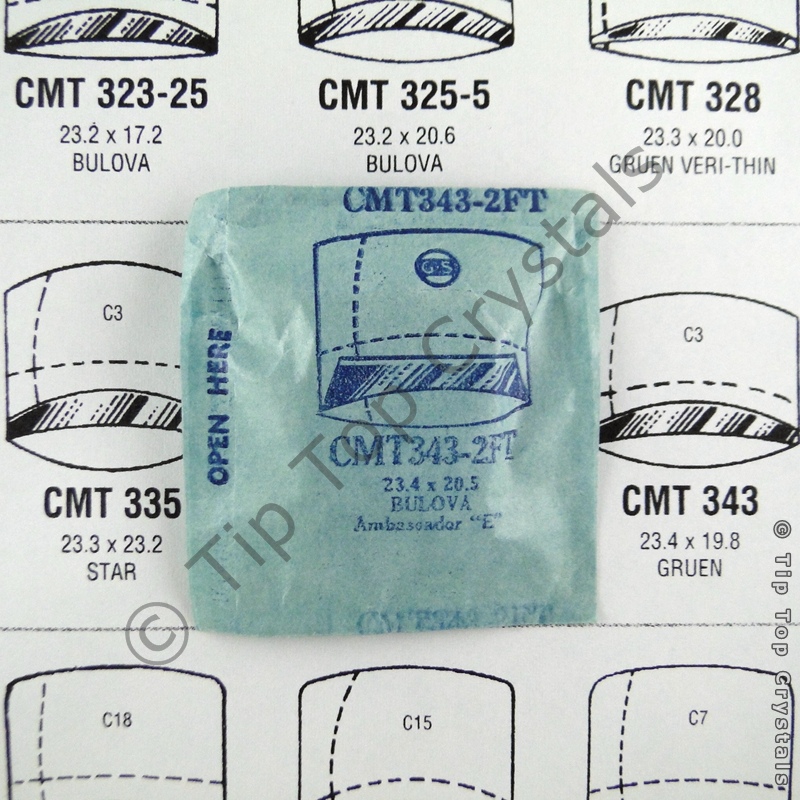 CMT 323-25
23.2 x 17.2
BULOVA
CMT 325-5
23.2 x 20.6
BULOVA
CMT 328
23.3 x 20.0
GRUEN VERI-THIN
CMT343-2FT
G-S
OPEN HERE
CMT343-2FT
23.4 x 20.5
BULOVA
Ambassador "E"
CMT343-2FT
C3
CMT 335
23.3 x 23.2
STAR
C3
CMT 343
23.4 x 19.8
GRUEN
C18
C15
C7
© Tip Top Crystals
© Tip Top Crystals